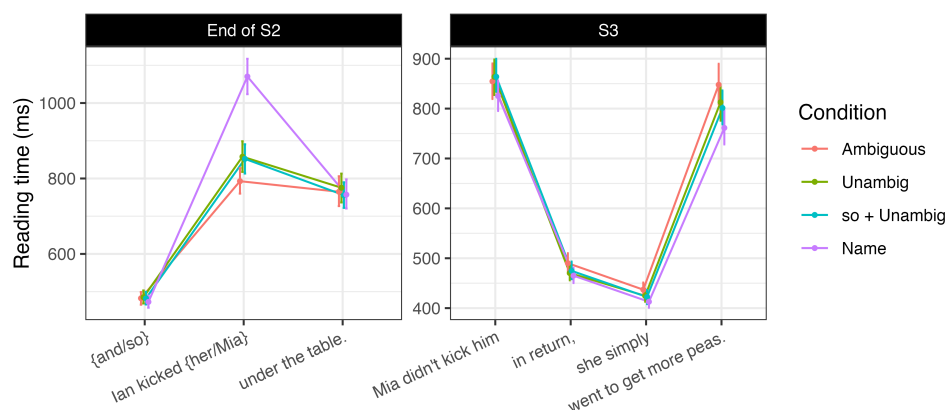 End of S2
S3
Reading time (ms)
1000
800
600
900
800
700
600
500
400
{and/so}
Ian kicked {her/Mia}
under the table.
Mia didn't kick him
in return,
she simply
went to get more peas.
Condition
Ambiguous
Unambig
so + Unambig
Name